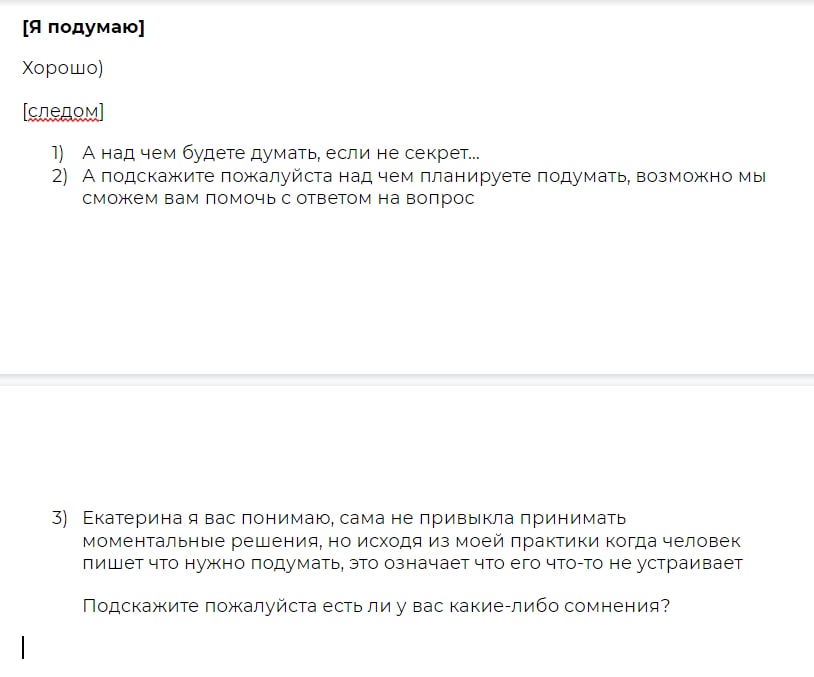 [Я подумаю]
Хорошо)
[следом]
1) А над чем будете думать, если не секрет...
2) А подскажите пожалуйста над чем планируете подумать, возможно мы
сможем вам помочь с ответом на вопрос
3) Екатерина я вас понимаю, сама не привыкла принимать
моментальные решения, но исходя из моей практики когда человек
пишет что нужно подумать, это означает что его что-то не устраивает
Подскажите пожалуйста есть ли у вас какие-либо сомнения?